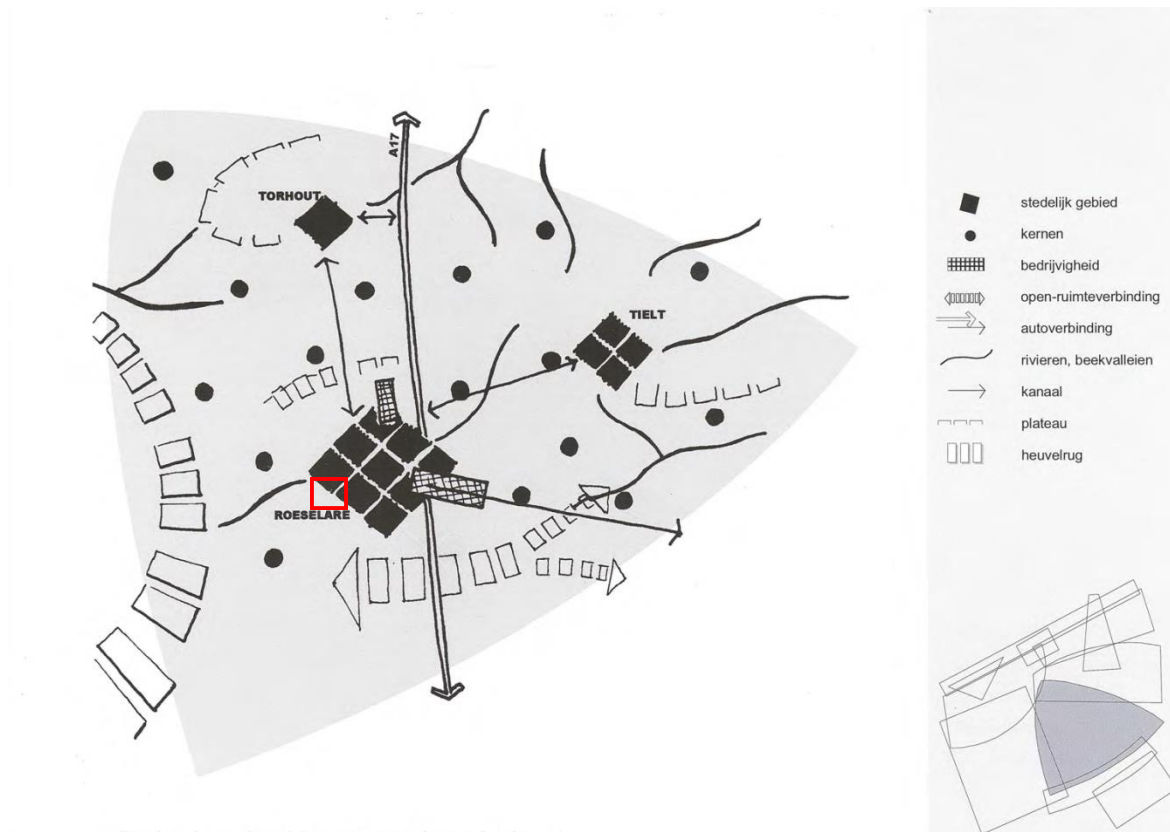 A17
TORHOUT
TIELT
ROESELARE
stedelijk gebied
kernen
bedrijvigheid
open-ruimteverbinding
autoverbinding
rivieren, beekvalleien
kanaal
plateau
heuvelrug